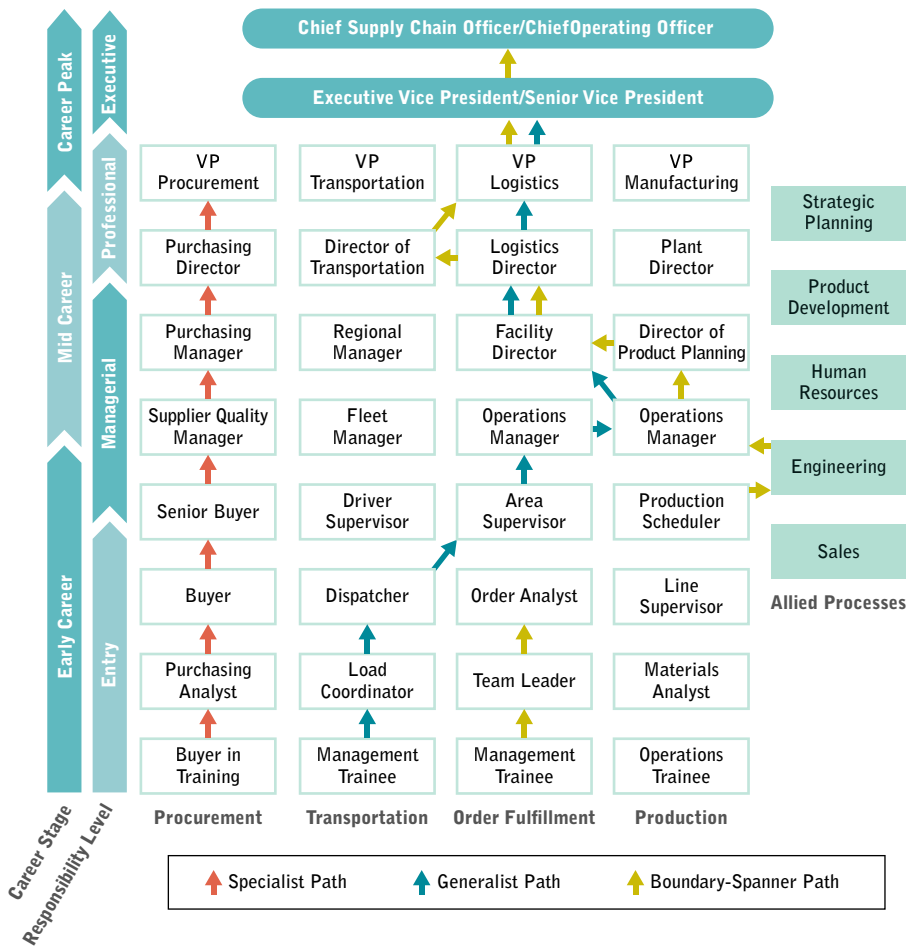 Chief Supply Chain Officer/ChiefOperating Officer
Executive Vice President/Senior Vice President
Career Peak
Mid Career
Early Career
Executive
Professional
Managerial
Entry
VP
Procurement
VP
Transportation
VP
Logistics
VP
Manufacturing
Purchasing
Director
Director of
Transportation
Logistics
Director
Plant
Director
Purchasing
Manager
Regional
Manager
Facility
Director
Director of
Product Planning
Supplier Quality
Manager
Fleet
Manager
Operations
Manager
Operations
Manager
Senior Buyer
Driver
Supervisor
Area
Supervisor
Production
Scheduler
Buyer
Dispatcher
Order Analyst
Line
Supervisor
Purchasing
Analyst
Load
Coordinator
Team Leader
Materials
Analyst
Buyer in
Training
Management
Trainee
Management
Trainee
Operations
Trainee
Strategic
Planning
Product
Development
Human
Resources
Engineering
Sales
Allied Processes
Career Stage
Responsibility Level
Procurement
Transportation
Order Fulfillment
Production
Specialist Path
Generalist Path
Boundary-Spanner Path